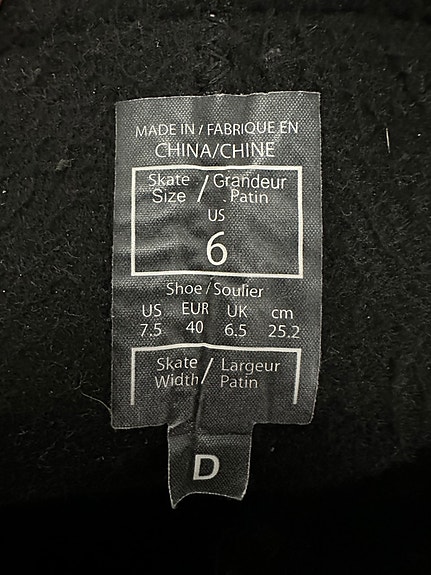 MADE IN / FABRIQUE EN
CHINA/CHINE
Skate / Grandeur
Size Patin
US
6
Shoe / Soulier
US EUR UK cm
7.5 40 6.5 25.2
Skate / Largeur
Width Patin
D